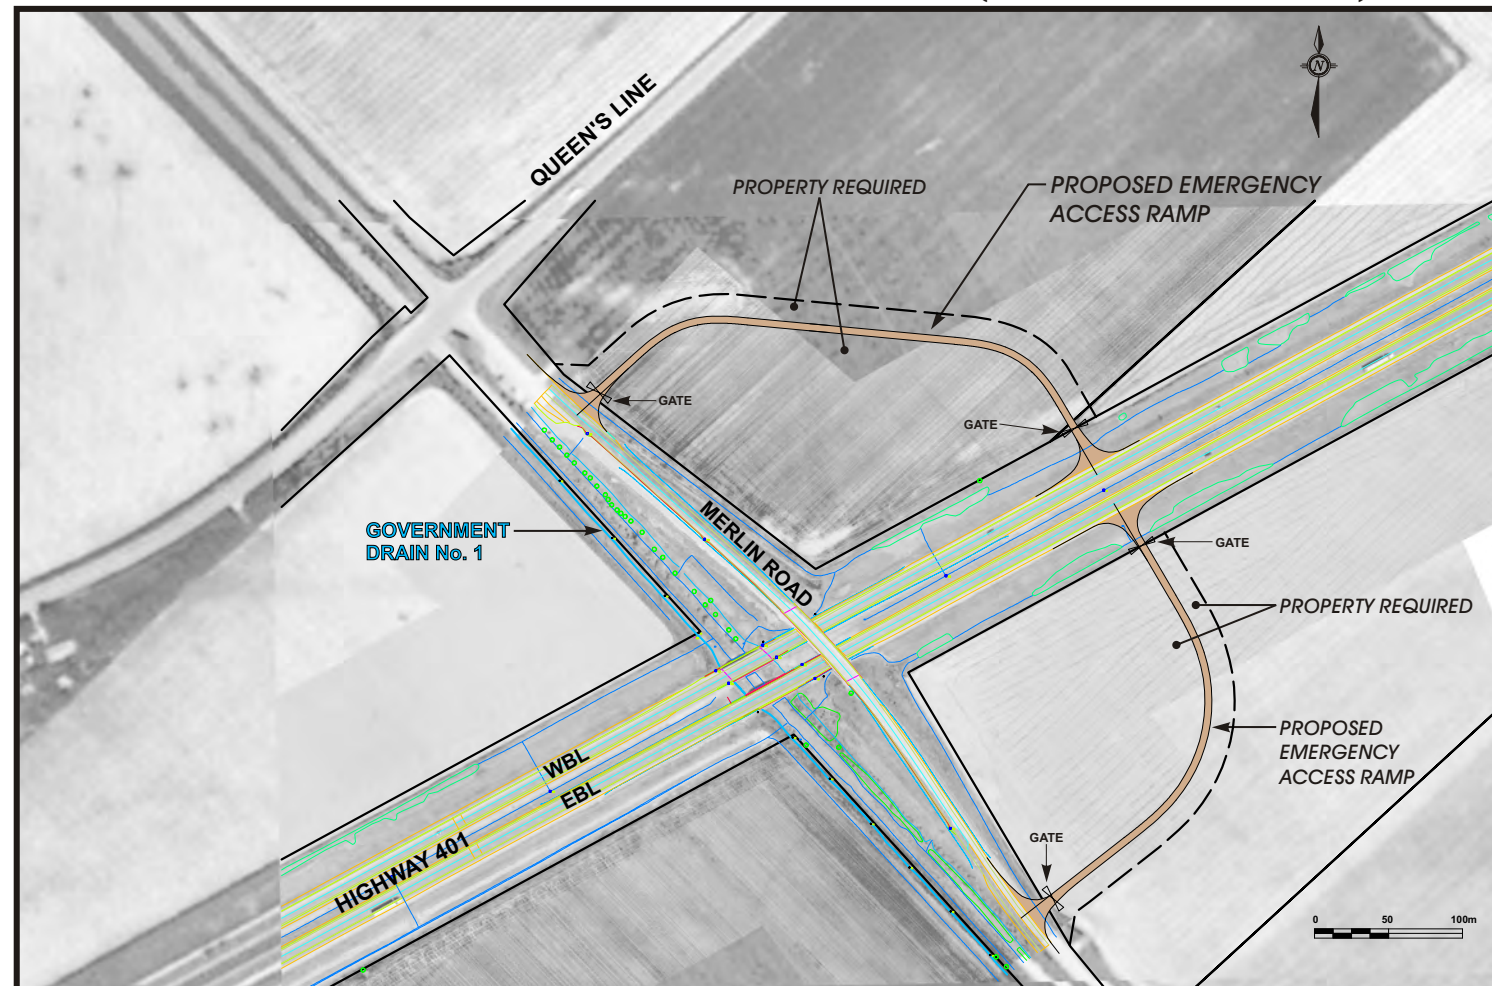 QUEEN'S LINE
N
PROPERTY REQUIRED
PROPOSED EMERGENCY
ACCESS RAMP
GATE
GATE
MERLIN ROAD
GOVERNMENT
DRAIN No. 1
GATE
PROPERTY REQUIRED
PROPOSED
EMERGENCY
ACCESS RAMP
WBL
EBL
HIGHWAY 401
GATE
0 50 100m